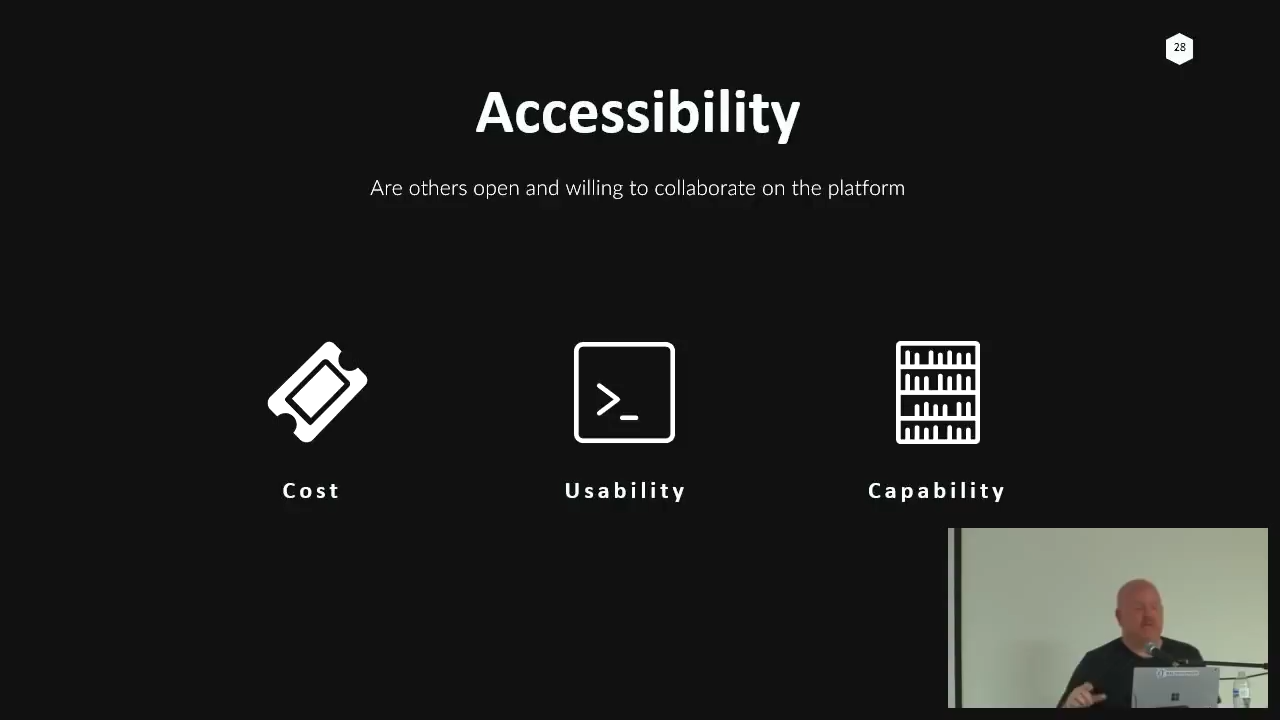 28
Accessibility
Are others open and willing to collaborate on the platform
Cost
Usability
Capability